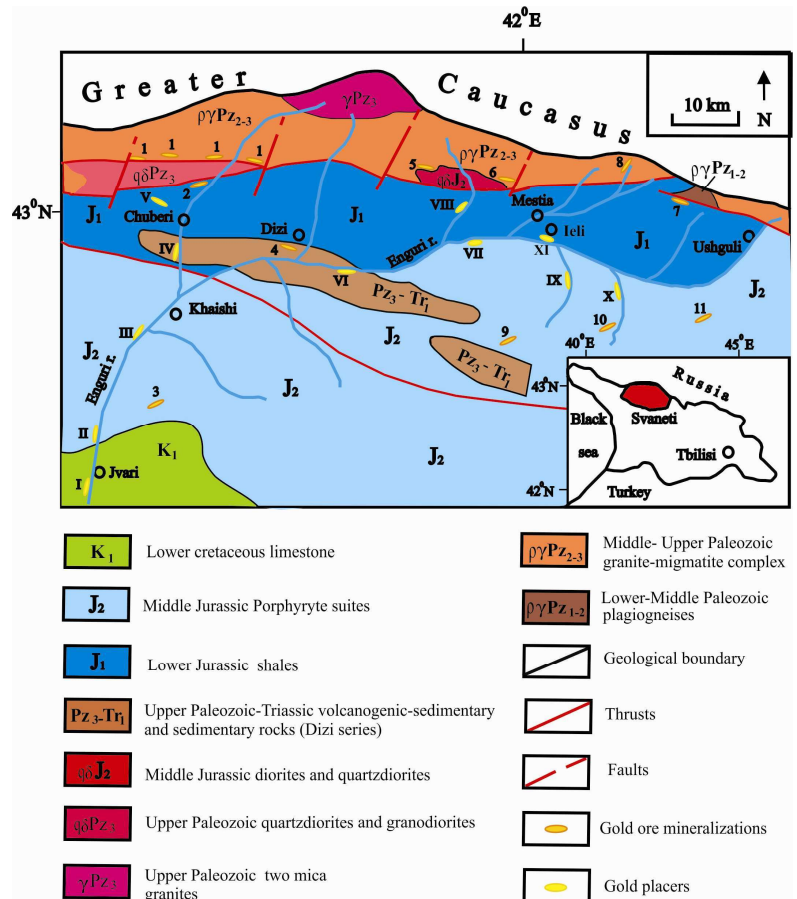 42⁰E
Greater Caucasus
10 km
N
γPz₃
ργPz₂₋₃
ργPz₂₋₃
1 1 1 1
qδPz₃
5
qδJ₂
6
8
ργPz₁₋₂
43⁰N
2
V
VIII
7
J₁
Chuberi
J₁
Mestia
J₁
Dizi
Ieli
Ushguli
IV
4
Enguri r.
VII
XI
VI
IX
X
J₂
Pz₃ - Tr₁
Khaishi
III
J₂
J₂
9
10
11
Pz₃ - Tr₁
Enguri r.
3
J₂
II
K₁
J₂
Jvari
I
40⁰E
45⁰E
43⁰N
Russia
Black
sea
Svaneti
Tbilisi
42⁰N
Turkey
K₁
Lower cretaceous limestone
J₂
Middle Jurassic Porphyryte suites
J₁
Lower Jurassic shales
Pz₃-Tr₁
Upper Paleozoic-Triassic volcanogenic-sedimentary
and sedimentary rocks (Dizi series)
qδJ₂
Middle Jurassic diorites and quartzdiorites
qδPz₃
Upper Paleozoic quartzdiorites and granodiorites
γPz₃
Upper Paleozoic two mica
granites
ργPz₂₋₃
Middle- Upper Paleozoic
granite-migmatite complex
ργPz₁₋₂
Lower-Middle Paleozoic
plagiogneises
Geological boundary
Thrusts
Faults
Gold ore mineralizations
Gold placers